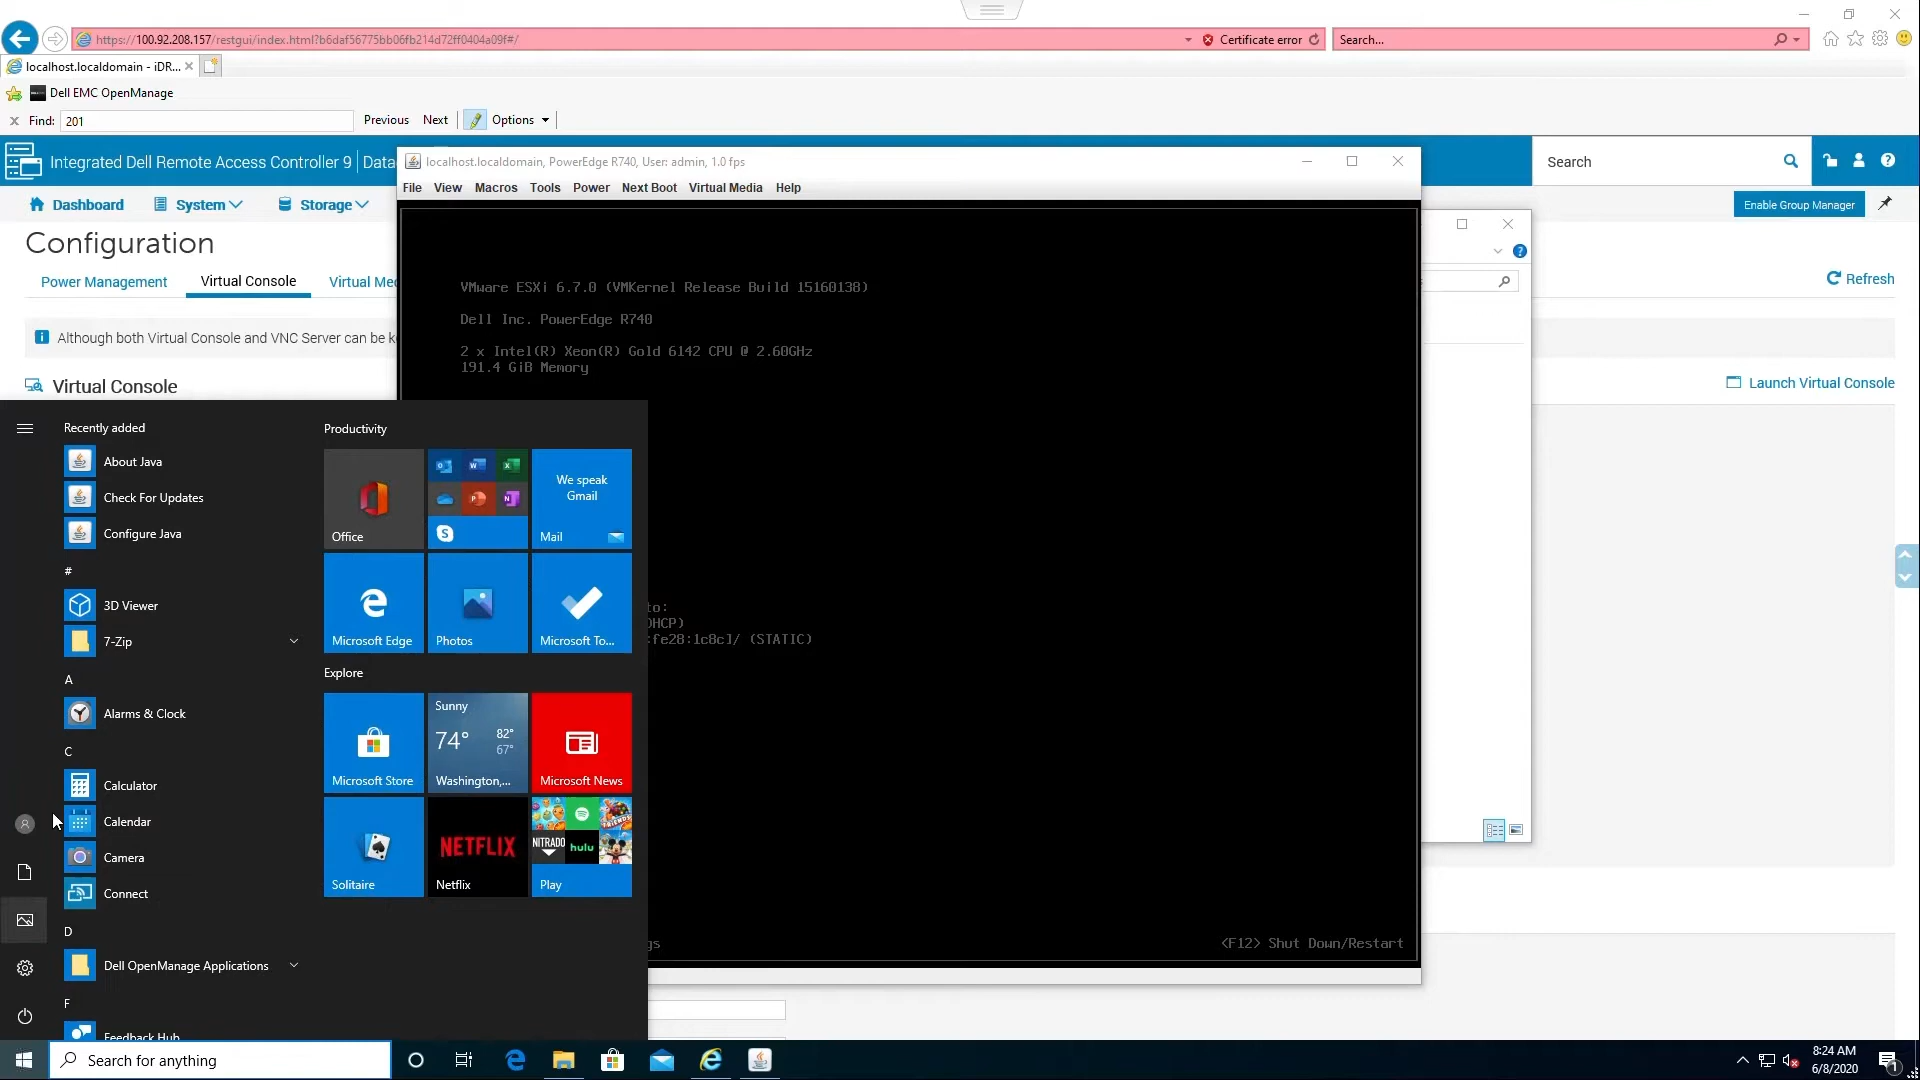 https://100.92.208.157/restgui/index.html?b6daf56775bb06fb214d72ff0404a09f#/
Certificate error
Search...
localhost.localdomain - iDR...
Dell EMC OpenManage
Find: 201
Previous
Next
Options
Integrated Dell Remote Access Controller 9
localhost.localdomain, PowerEdge R740, User: admin, 1.0 fps
Search
File View Macros Tools Power Next Boot Virtual Media Help
Dashboard
System
Storage
Enable Group Manager
Configuration
Power Management
Virtual Console
Refresh
Although both Virtual Console and VNC Server can be
Virtual Console
Launch Virtual Console
VMware ESXi 6.7.0 (VMKernel Release Build 15160138)
Dell Inc. PowerEdge R740
2 x Intel(R) Xeon(R) Gold 6142 CPU @ 2.60GHz
191.4 GiB Memory
to:
DHCP)
:fe28:1c8c]/ (STATIC)
gs
<F12> Shut Down/Restart
Recently added
About Java
Check For Updates
Configure Java
#
3D Viewer
7-Zip
A
Alarms & Clock
C
Calculator
Calendar
Camera
Connect
D
Dell OpenManage Applications
F
Feedback Hub
Productivity
Office
We speak
Gmail
Mail
Microsoft Edge
Photos
Microsoft To...
Explore
Microsoft Store
Sunny
74°
82°
67°
Washington,...
Microsoft News
Solitaire
NETFLIX
Netflix
NITRADO
hulu
FRIENDS
Play
Search for anything
8:24 AM
6/8/2020
1